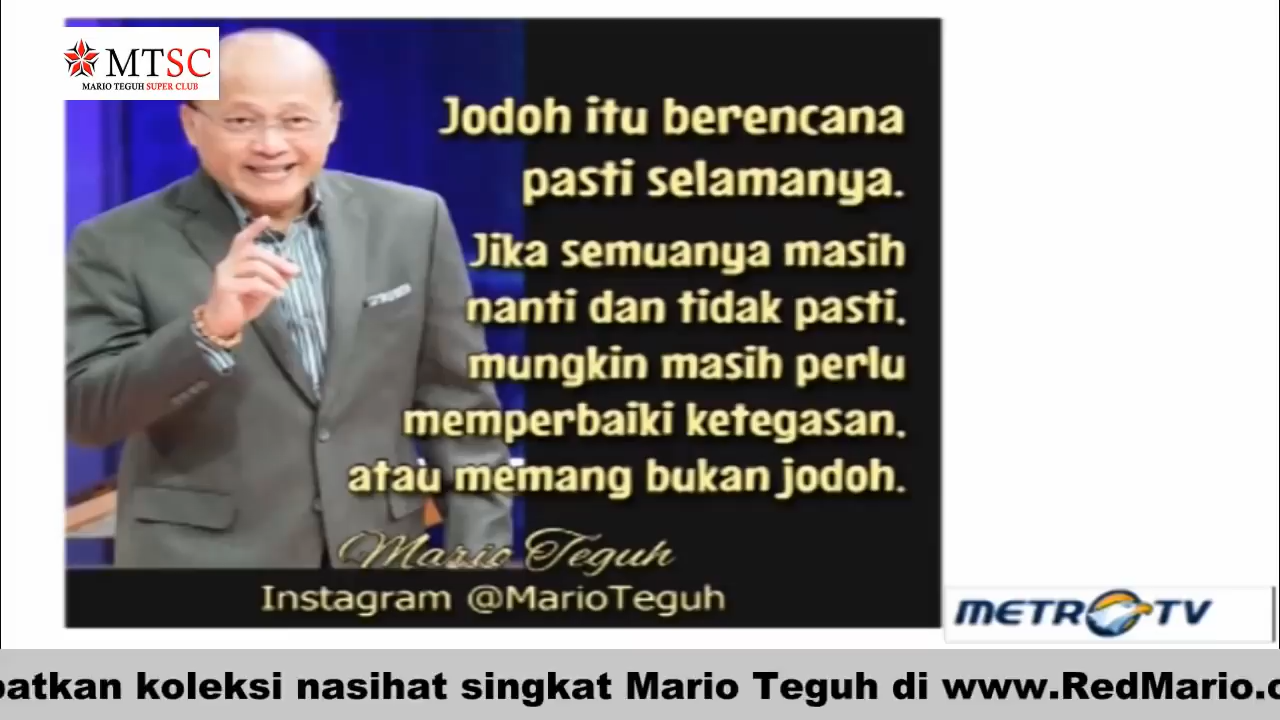 MTSC
MARIO TEGUH SUPER CLUB
Jodoh itu berencana
pasti selamanya.
Jika semuanya masih
nanti dan tidak pasti,
mungkin masih perlu
memperbaiki ketegasan,
atau memang bukan jodoh.
Mario Teguh
Instagram @MarioTeguh
METRO TV
patkan koleksi nasihat singkat Mario Teguh di www.RedMario.c